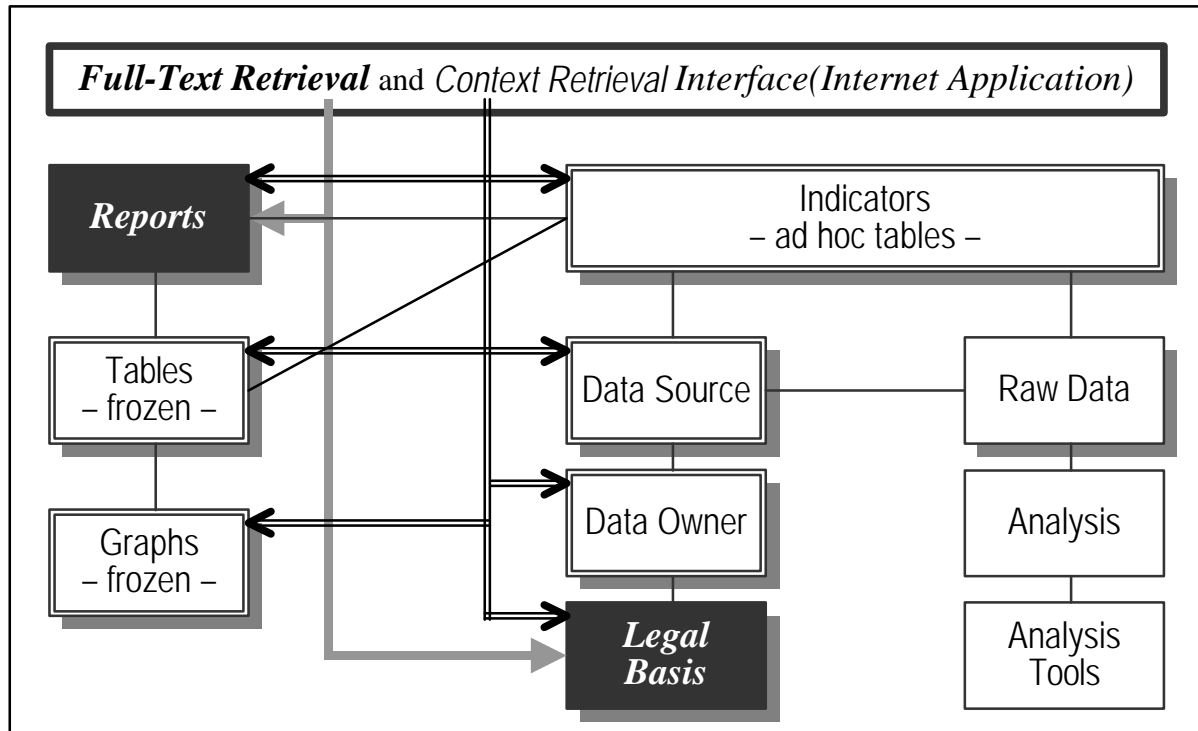 Full-Text Retrieval and Context Retrieval Interface(Internet Application)
Reports
Indicators
– ad hoc tables –
Tables
– frozen –
Data Source
Raw Data
Graphs
– frozen –
Data Owner
Analysis
Legal
Basis
Analysis
Tools